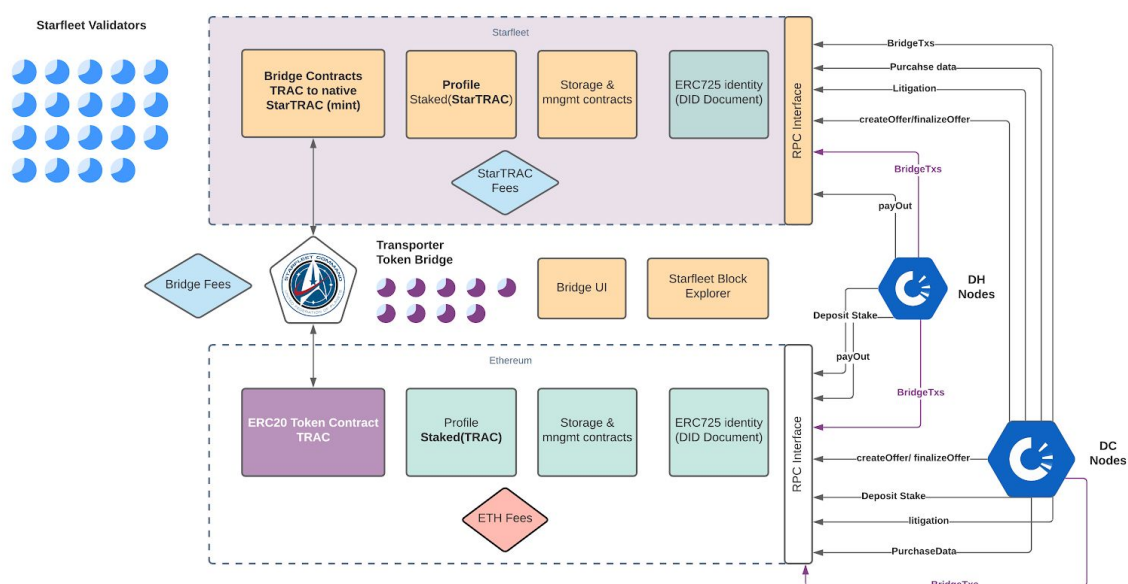 Starfleet Validators
Starfleet
Bridge Contracts
TRAC to native
StarTRAC (mint)
Profile
Staked(StarTRAC)
Storage &
mngmt contracts
ERC725 identity
(DID Document)
StarTRAC
Fees
RPC Interface
BridgeTxs
Purcahse data
Litigation
createOffer/finalizeOffer
BridgeTxs
payOut
Bridge Fees
STARFLEET COMMAND
Transporter
Token Bridge
Bridge UI
Starfleet Block
Explorer
DH
Nodes
Deposit Stake
payOut
BridgeTxs
Ethereum
ERC20 Token Contract
TRAC
Profile
Staked(TRAC)
Storage &
mngmt contracts
ERC725 identity
(DID Document)
ETH Fees
RPC Interface
createOffer/ finalizeOffer
Deposit Stake
litigation
PurchaseData
DC
Nodes
BridgeTxs